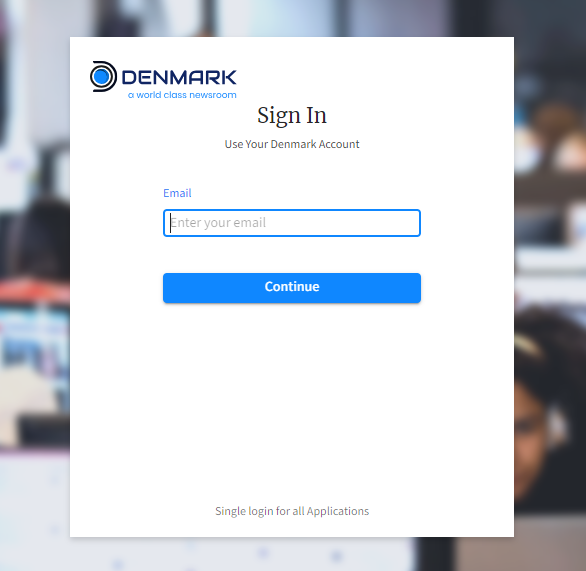 DENMARK
a world class newsroom
Sign In
Use Your Denmark Account
Email
Enter your email
Continue
Single login for all Applications